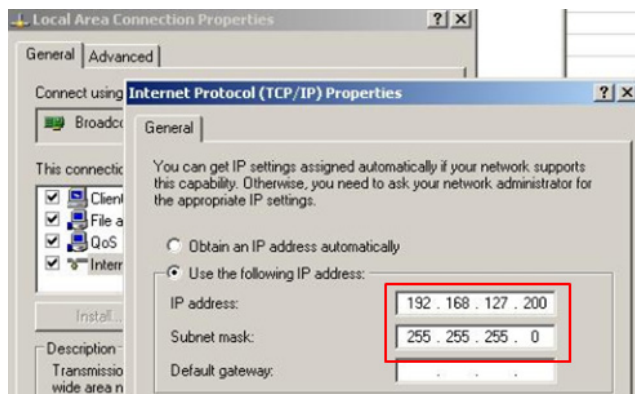 Local Area Connection Properties
General Advanced
Connect using
Internet Protocol (TCP/IP) Properties
General
This connectic
You can get IP settings assigned automatically if your network supports
this capability. Otherwise, you need to ask your network administrator for
the appropriate IP settings.
Client
File a
QoS
Intern
Obtain an IP address automatically
Use the following IP address:
IP address: 192 . 168 . 127 . 200
Subnet mask: 255 . 255 . 255 . 0
Default gateway: . . .
Install...
Description
Transmissio
wide area n